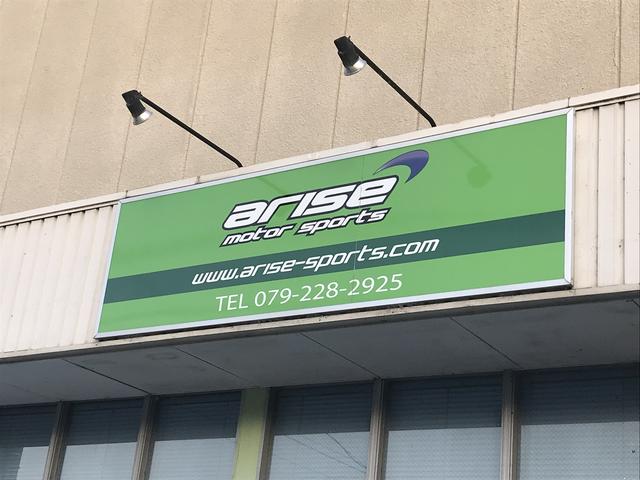 arise
motor sports
www.arise-sports.com
TEL 079-228-2925